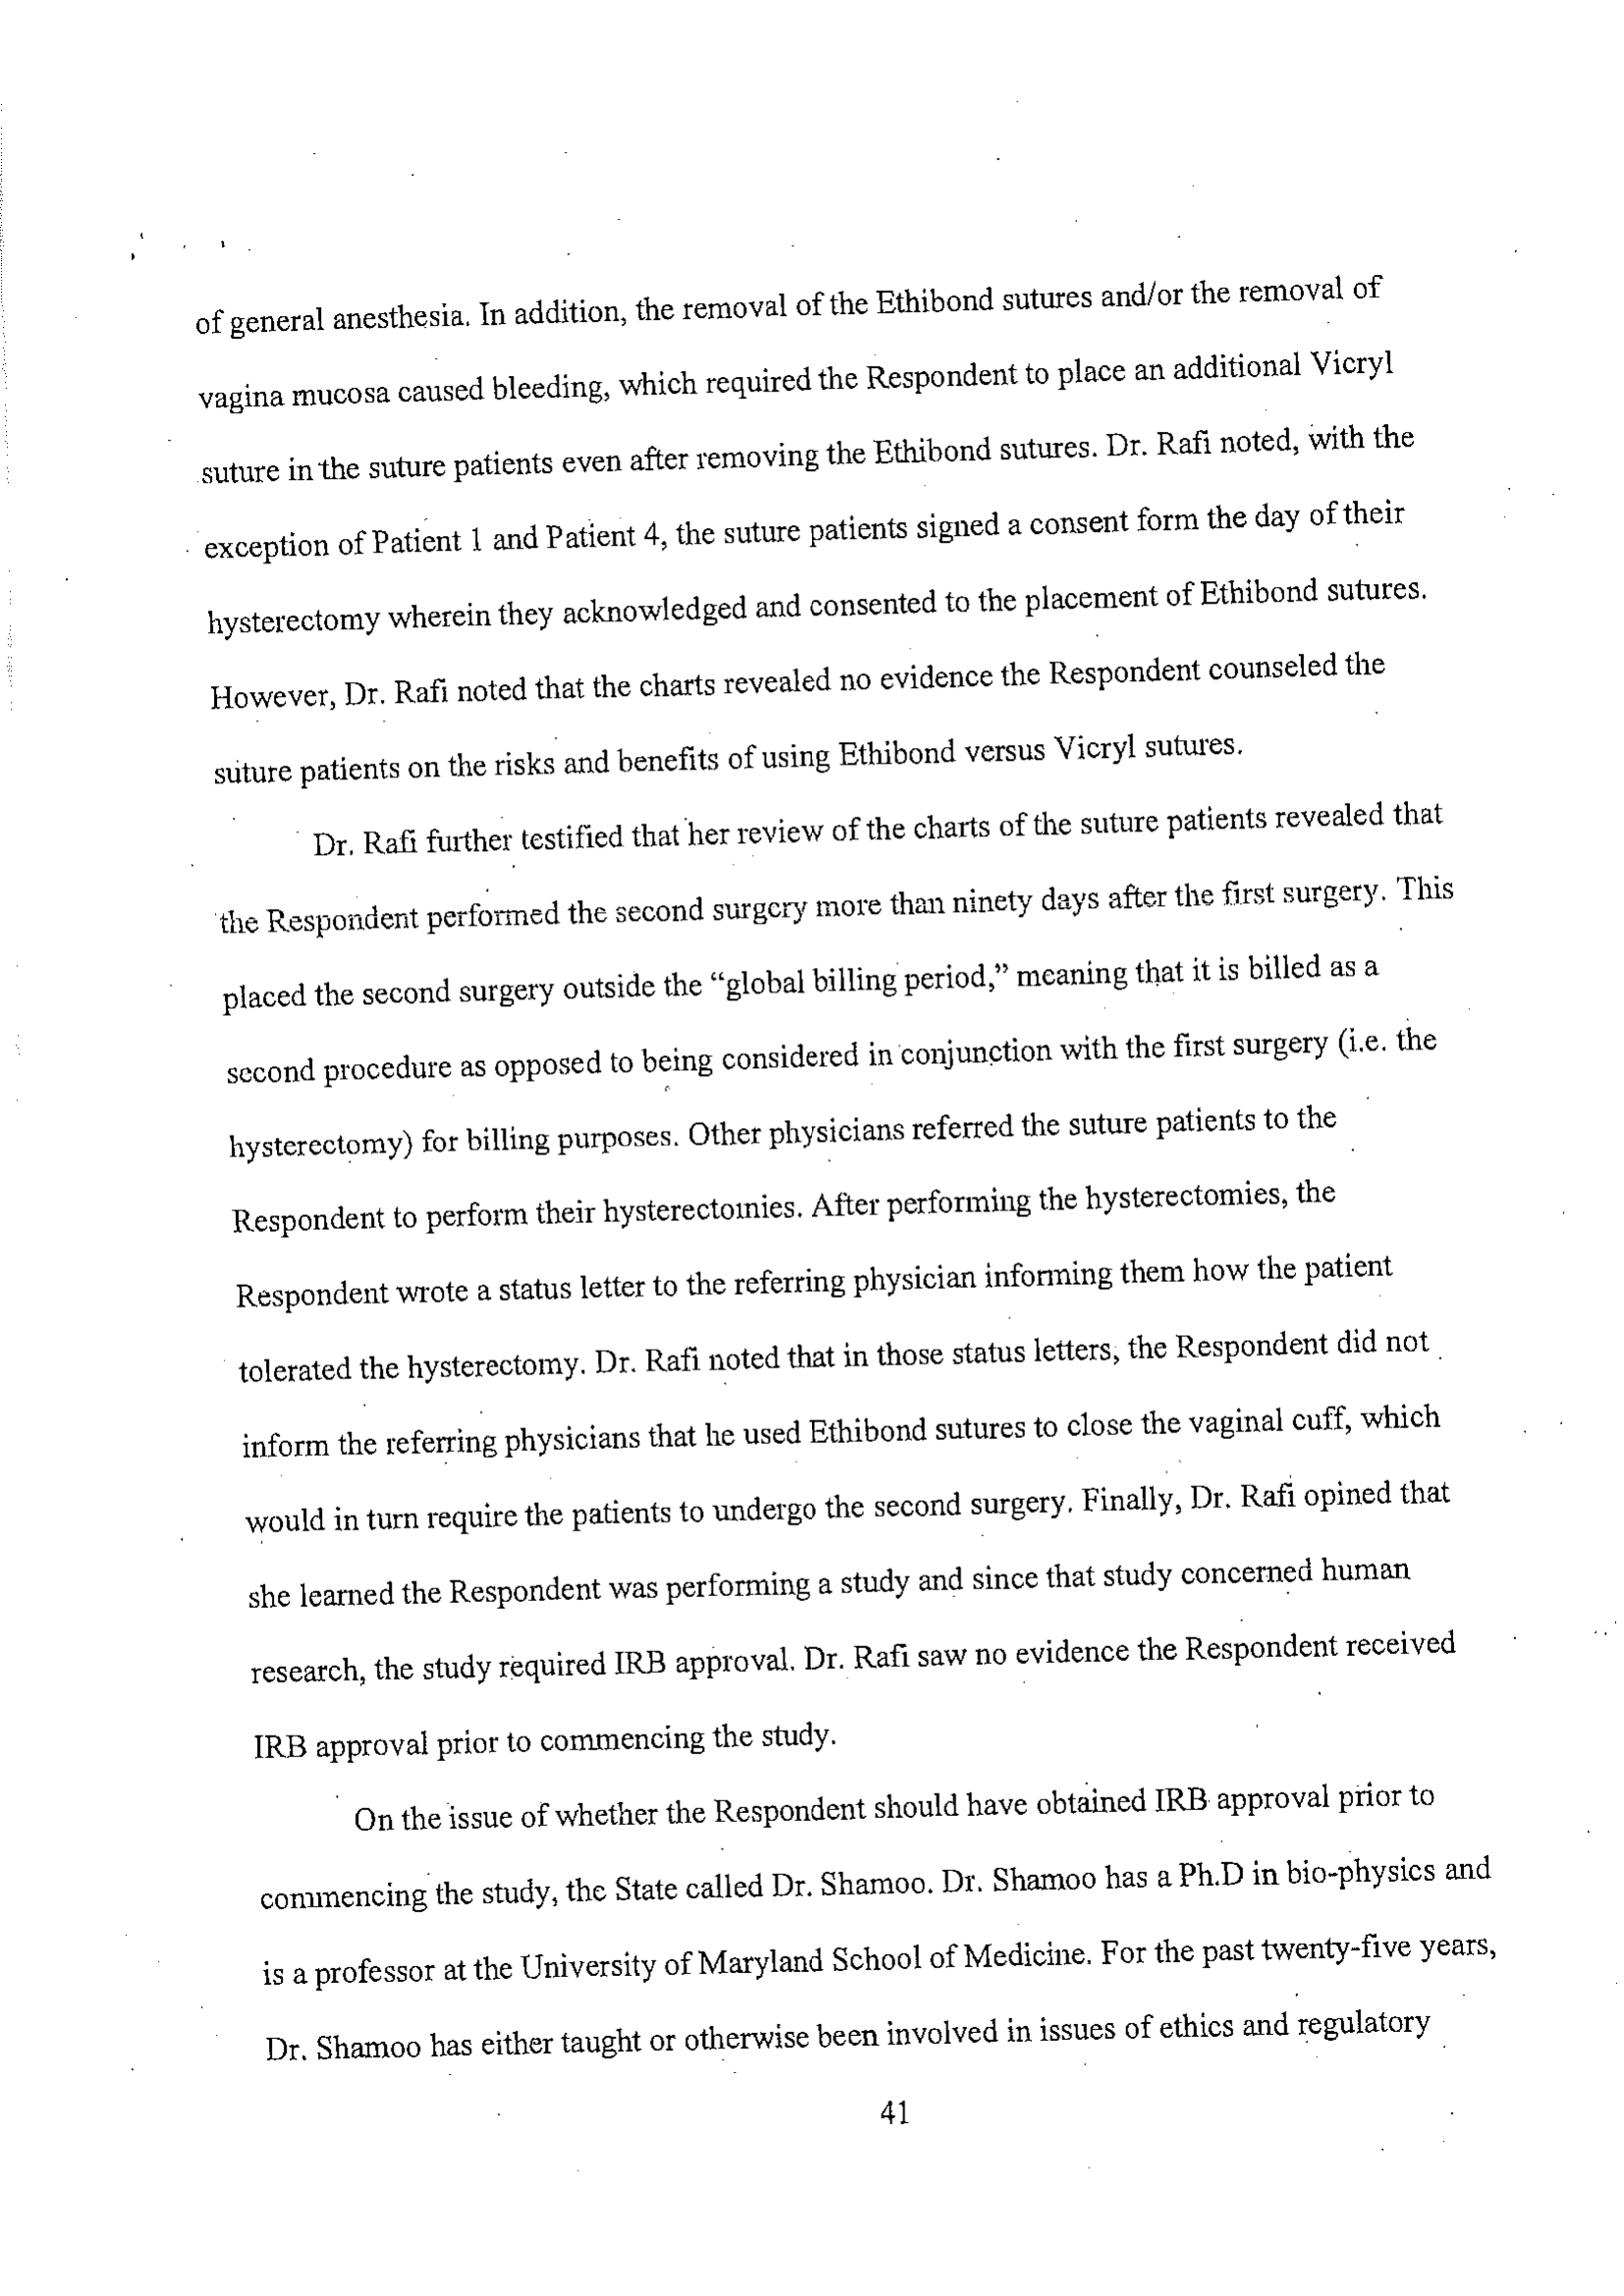 of general anesthesia. In addition, the removal of the Ethibond sutures and/or the removal of
vagina mucosa caused bleeding, which required the Respondent to place an additional Vicryl
suture in the suture patients even after removing the Ethibond sutures. Dr. Rafi noted, with the
exception of Patient 1 and Patient 4, the suture patients signed a consent form the day of their
hysterectomy wherein they acknowledged and consented to the placement of Ethibond sutures.
However, Dr. Rafi noted that the charts revealed no evidence the Respondent counseled the
suture patients on the risks and benefits of using Ethibond versus Vicryl sutures.
Dr. Rafi further testified that her review of the charts of the suture patients revealed that
the Respondent performed the second surgery more than ninety days after the first surgery. This
placed the second surgery outside the “global billing period,” meaning that it is billed as a
second procedure as opposed to being considered in conjunction with the first surgery (i.e. the
hysterectomy) for billing purposes. Other physicians referred the suture patients to the
Respondent to perform their hysterectomies. After performing the hysterectomies, the
Respondent wrote a status letter to the referring physician informing them how the patient
tolerated the hysterectomy. Dr. Rafi noted that in those status letters, the Respondent did not
inform the referring physicians that he used Ethibond sutures to close the vaginal cuff, which
would in turn require the patients to undergo the second surgery. Finally, Dr. Rafi opined that
she learned the Respondent was performing a study and since that study concerned human
research, the study required IRB approval. Dr. Rafi saw no evidence the Respondent received
IRB approval prior to commencing the study.
On the issue of whether the Respondent should have obtained IRB approval prior to
commencing the study, the State called Dr. Shamoo. Dr. Shamoo has a Ph.D in bio-physics and
is a professor at the University of Maryland School of Medicine. For the past twenty-five years,
Dr. Shamoo has either taught or otherwise been involved in issues of ethics and regulatory
41